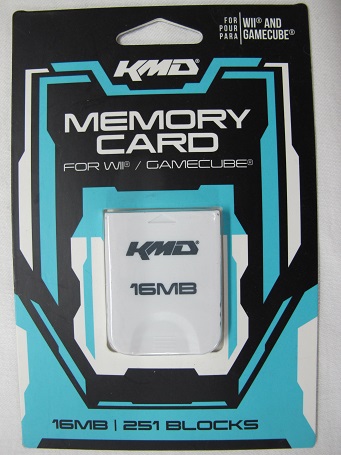 FOR
POUR
PARA
WII® AND
GAMECUBE®
KMD®
MEMORY
CARD
FOR WII® / GAMECUBE®
KMD®
16MB
16MB | 251 BLOCKS